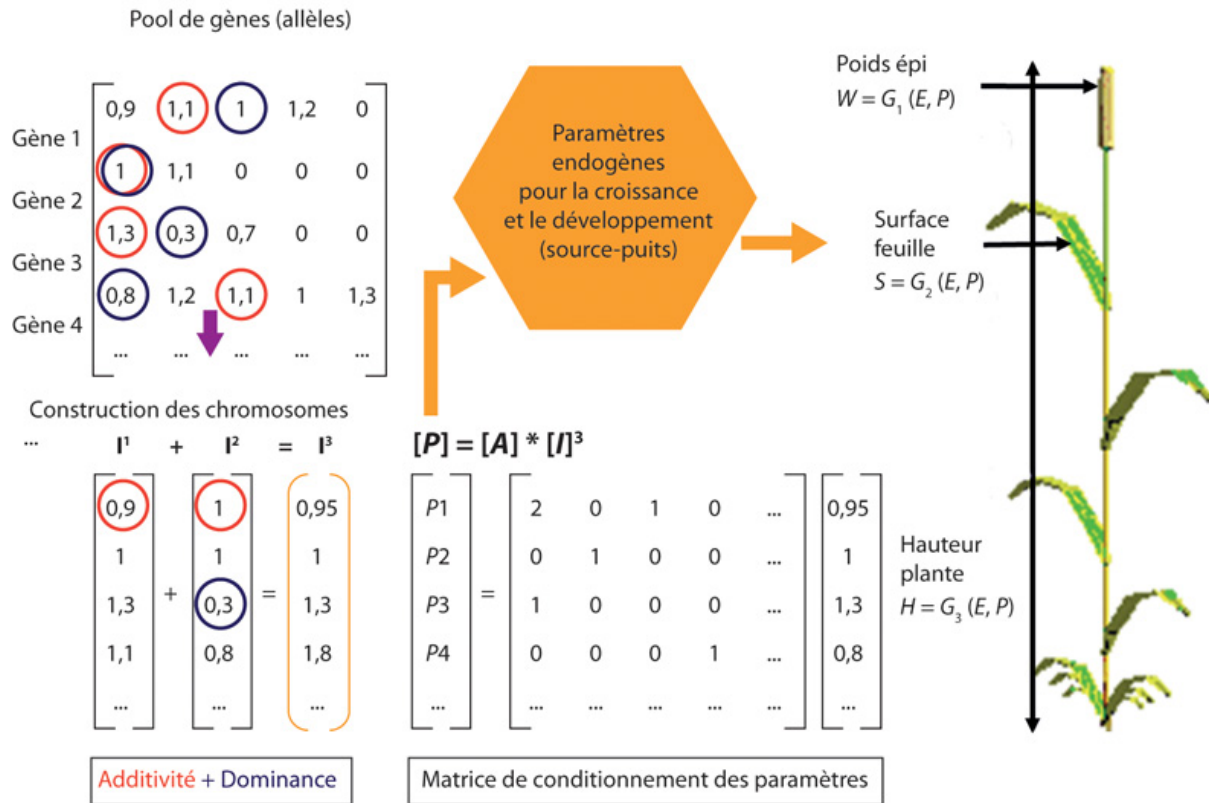 Pool de gènes (allèles)
0,9 1,1 1 1,2 0
Gène 1
1 1,1 0 0 0
Gène 2
1,3 0,3 0,7 0 0
Gène 3
0,8 1,2 1,1 1 1,3
Gène 4
... ... ... ... ...
Paramètres
endogènes
pour la croissance
et le développement
(source-puits)
Poids épi
W = G₁ (E, P)
Surface
feuille
S = G₂ (E, P)
Hauteur
plante
H = G₃ (E, P)
Construction des chromosomes
... I¹ + I² = I³
0,9 1 0,95
1 1 1
1,3 + 0,3 = 1,3
1,1 0,8 1,8
... ... ...
Additivité + Dominance
[P] = [A] * [I]³
P1 2 0 1 0 ... 0,95
P2 0 1 0 0 ... 1
P3 = 1 0 0 0 ... 1,3
P4 0 0 0 1 ... 0,8
... ... ... ... ... ... ...
Matrice de conditionnement des paramètres